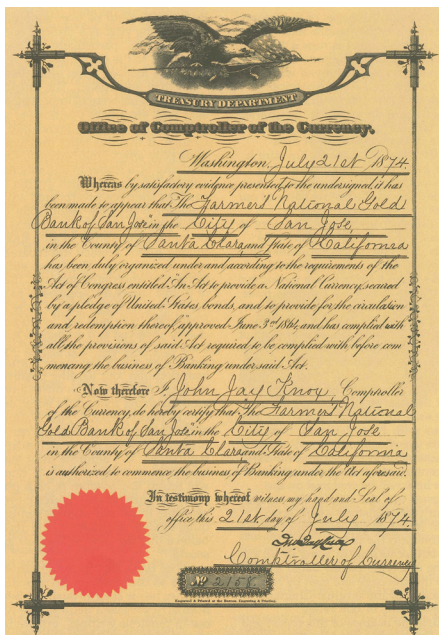 TREASURY DEPARTMENT
Office of Comptroller of the Currency.
Washington, July 21st 1874.
Whereas by satisfactory evidence presented to the undersigned, it has
been made to appear that The Farmers National Gold
Bank of San Jose in the City of San Jose,
in the County of Santa Clara and State of California
has been duly organized under and according to the requirements of the
Act of Congress entitled An Act to provide a National Currency, secured
by a pledge of United States bonds, and to provide for the circulation
and redemption thereof, approved June 3rd 1864, and has complied with
all the provisions of said Act required to be complied with before com
mencing the business of Banking under said Act.
Now therefore I, John Jay Knox, Comptroller
of the Currency, do hereby certify that The Farmers National
Gold Bank of San Jose in the City of San Jose
in the County of Santa Clara and State of California
is authorized to commence the business of Banking under the Act aforesaid.
In testimony whereof witness my hand and Seal of
office, this 21st day of July 1874.
Jno Jay Knox
Comptroller of Currency
No 2158.